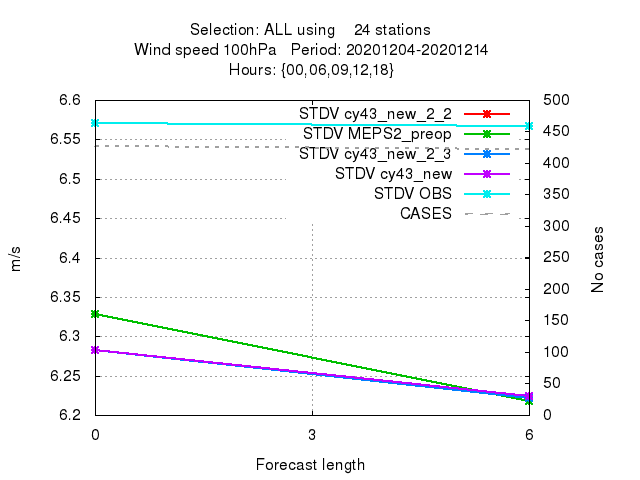 Selection: ALL using 24 stations
Wind speed 100hPa Period: 20201204-20201214
Hours: {00,06,09,12,18}
6.6
6.55
6.5
6.45
6.4
6.35
6.3
6.25
6.2
500
450
400
350
300
250
200
150
100
50
0
STDV cy43_new_2_2
STDV MEPS2_preop
STDV cy43_new_2_3
STDV cy43_new
STDV OBS
CASES
m/s
No cases
0 3 6
Forecast length